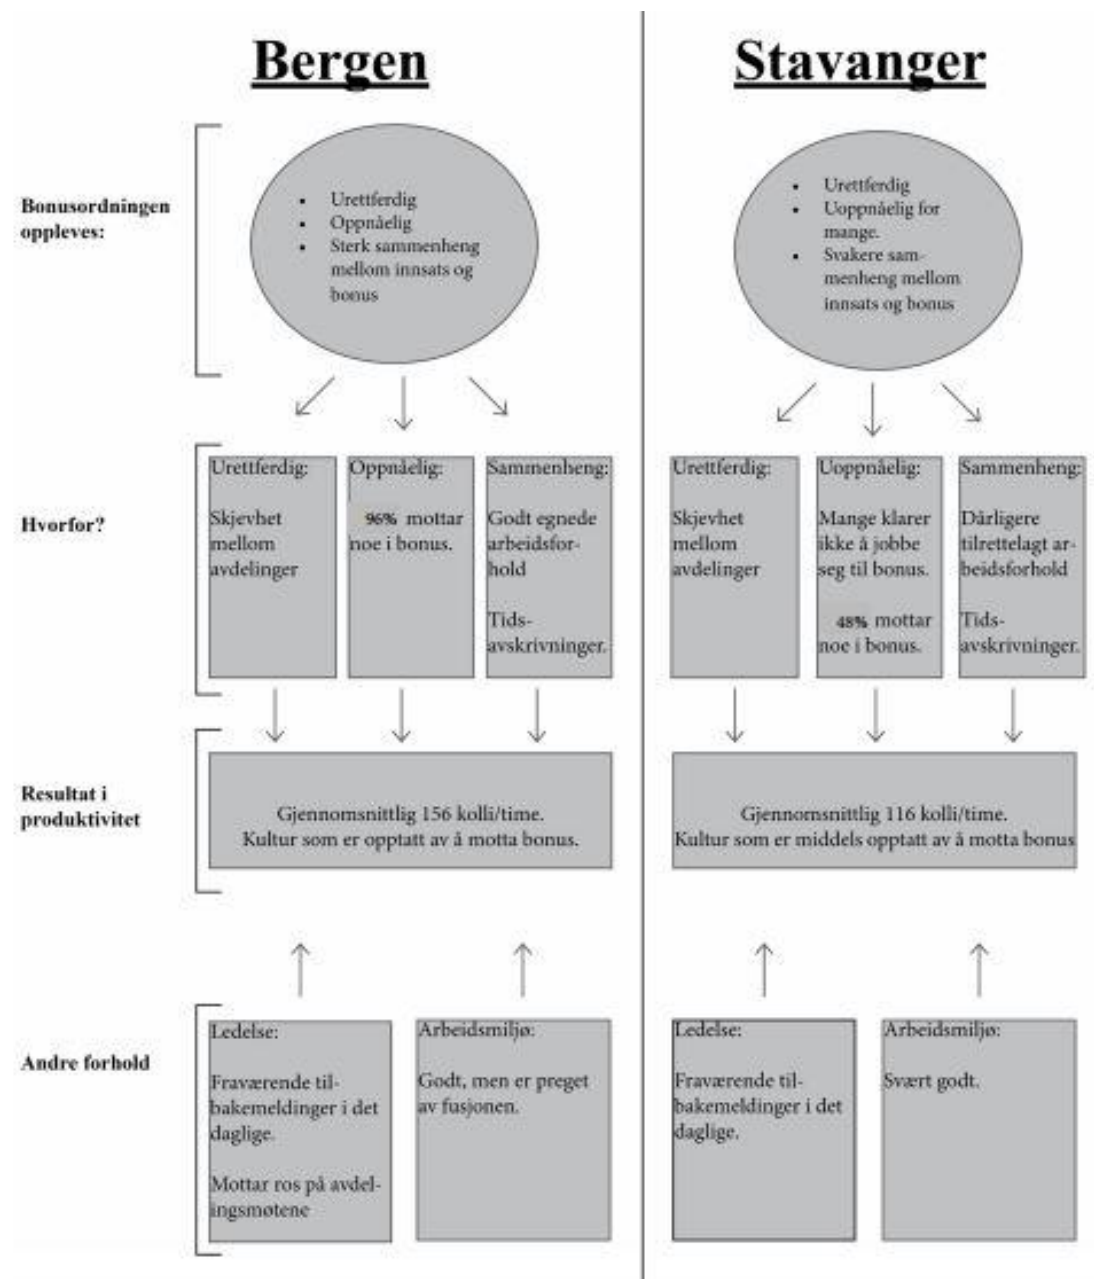 Bergen
Stavanger
Bonusordningen
oppleves:
• Urettferdig
• Oppnåelig
• Sterk sammenheng
mellom innsats og
bonus
• Urettferdig
• Uoppnåelig for
mange.
• Svakere sam-
menheng mellom
innsats og bonus
Hvorfor?
Urettferdig:
Skjevhet
mellom
avdelinger
Oppnåelig:
96% mottar
noe i bonus.
Sammenheng:
Godt egnede
arbeidsfor-
hold
Tids-
avskrivninger.
Urettferdig:
Skjevhet
mellom
avdelinger
Uoppnåelig:
Mange klarer
ikke å jobbe
seg til bonus.
48% mottar
noe i bonus.
Sammenheng:
Dårligere
tilrettelagt ar-
beidsforhold
Tids-
avskrivninger.
Resultat i
produktivitet
Gjennomsnittlig 156 kolli/time.
Kultur som er opptatt av å motta bonus.
Gjennomsnittlig 116 kolli/time.
Kultur som er middels opptatt av å motta bonus
Andre forhold
Ledelse:
Fraværende til-
bakemeldinger i det
daglige.
Mottar ros på avdel-
ingsmøtene
Arbeidsmiljø:
Godt, men er preget
av fusjonen.
Ledelse:
Fraværende til-
bakemeldinger i det
daglige.
Arbeidsmiljø:
Svært godt.